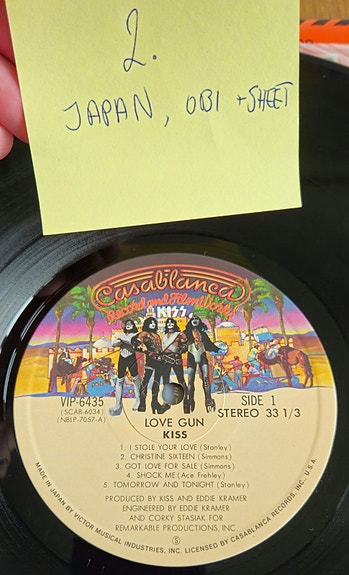 2.
JAPAN, OBI + SHEET
Casablanca
Record and FilmWorks
KISS
VIP-6435
(SCAB-6034)
(NBLP-7057-A)
SIDE 1
STEREO 33 1/3
LOVE GUN
KISS
1. I STOLE YOUR LOVE (Stanley)
2. CHRISTINE SIXTEEN (Simmons)
3. GOT LOVE FOR SALE (Simmons)
4. SHOCK ME (Ace Frehley)
5. TOMORROW AND TONIGHT (Stanley)
PRODUCED BY KISS AND EDDIE KRAMER
ENGINEERED BY EDDIE KRAMER
AND CORKY STASIAK FOR
REMARKABLE PRODUCTIONS, INC.
Ⓢ
MADE IN JAPAN BY VICTOR MUSICAL INDUSTRIES, INC. LICENSED BY CASABLANCA RECORDS, INC., U.S.A.